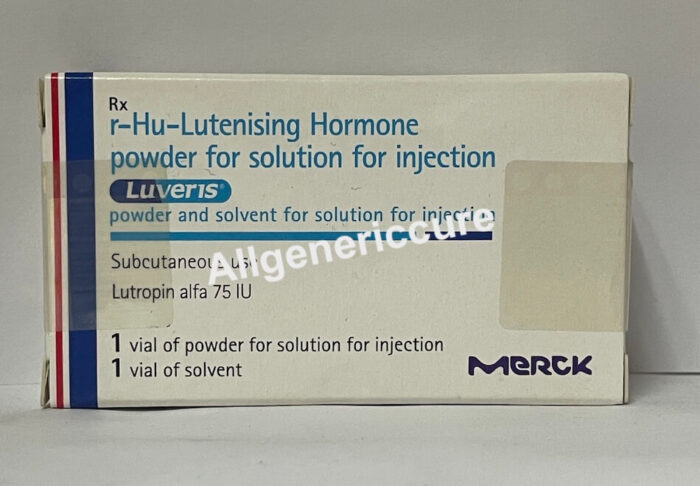 Rx
r-Hu-Lutenising Hormone
powder for solution for injection
Luveris®
powder and solvent for solution for injection
Allgenericcure
Subcutaneous use
Lutropin alfa 75 IU
1 vial of powder for solution for injection
1 vial of solvent
Merck